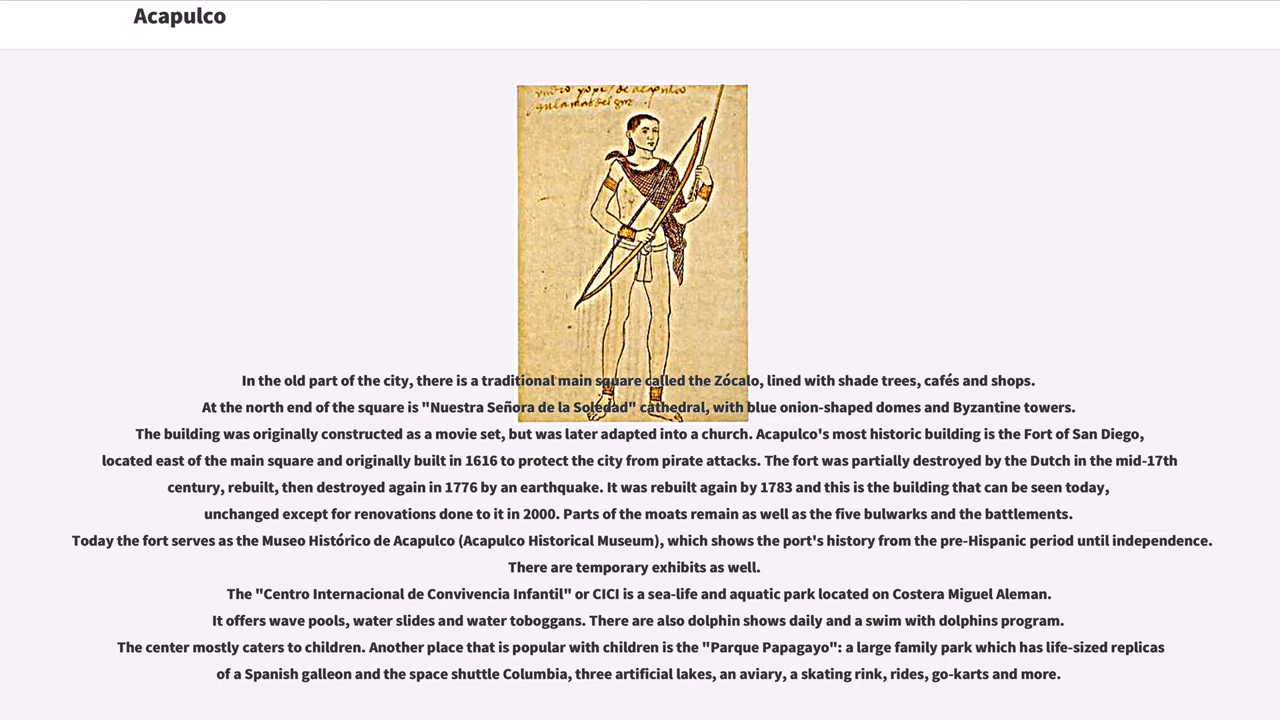 Acapulco
de acapulco
In the old part of the city, there is a traditional main square called the Zócalo, lined with shade trees, cafés and shops.
At the north end of the square is "Nuestra Señora de la Soledad" cathedral, with blue onion-shaped domes and Byzantine towers.
The building was originally constructed as a movie set, but was later adapted into a church. Acapulco's most historic building is the Fort of San Diego,
located east of the main square and originally built in 1616 to protect the city from pirate attacks. The fort was partially destroyed by the Dutch in the mid-17th
century, rebuilt, then destroyed again in 1776 by an earthquake. It was rebuilt again by 1783 and this is the building that can be seen today,
unchanged except for renovations done to it in 2000. Parts of the moats remain as well as the five bulwarks and the battlements.
Today the fort serves as the Museo Histórico de Acapulco (Acapulco Historical Museum), which shows the port's history from the pre-Hispanic period until independence.
There are temporary exhibits as well.
The "Centro Internacional de Convivencia Infantil" or CICI is a sea-life and aquatic park located on Costera Miguel Aleman.
It offers wave pools, water slides and water toboggans. There are also dolphin shows daily and a swim with dolphins program.
The center mostly caters to children. Another place that is popular with children is the "Parque Papagayo": a large family park which has life-sized replicas
of a Spanish galleon and the space shuttle Columbia, three artificial lakes, an aviary, a skating rink, rides, go-karts and more.